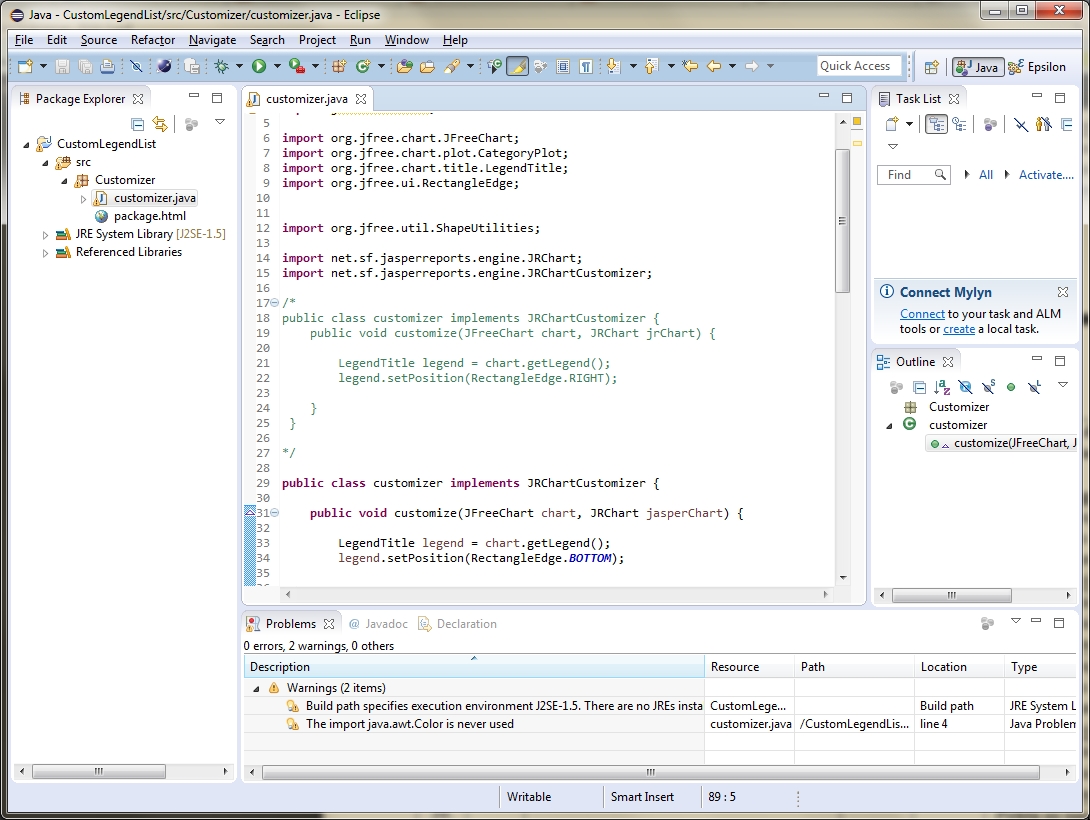 Java - CustomLegendList/src/Customizer/customizer.java - Eclipse
File Edit Source Refactor Navigate Search Project Run Window Help
Quick Access Java Epsilon
Package Explorer
CustomLegendList
src
Customizer
customizer.java
package.html
JRE System Library [J2SE-1.5]
Referenced Libraries
customizer.java
5
6 import org.jfree.chart.JFreeChart;
7 import org.jfree.chart.plot.CategoryPlot;
8 import org.jfree.chart.title.LegendTitle;
9 import org.jfree.ui.RectangleEdge;
10
11
12 import org.jfree.util.ShapeUtilities;
13
14 import net.sf.jasperreports.engine.JRChart;
15 import net.sf.jasperreports.engine.JRChartCustomizer;
16
17 /*
18 public class customizer implements JRChartCustomizer {
19 public void customize(JFreeChart chart, JRChart jrChart) {
20
21 LegendTitle legend = chart.getLegend();
22 legend.setPosition(RectangleEdge.RIGHT);
23
24 }
25 }
26
27 */
28
29 public class customizer implements JRChartCustomizer {
30
31 public void customize(JFreeChart chart, JRChart jasperChart) {
32
33 LegendTitle legend = chart.getLegend();
34 legend.setPosition(RectangleEdge.BOTTOM);
35
Task List
Find All Activate....
Connect Mylyn
Connect to your task and ALM
tools or create a local task.
Outline
Customizer
customizer
customize(JFreeChart, J
Problems @ Javadoc Declaration
0 errors, 2 warnings, 0 others
Description Resource Path Location Type
Warnings (2 items)
Build path specifies execution environment J2SE-1.5. There are no JREs insta CustomLege... Build path JRE System L
The import java.awt.Color is never used customizer.java /CustomLegendLis... line 4 Java Problem
Writable Smart Insert 89 : 5